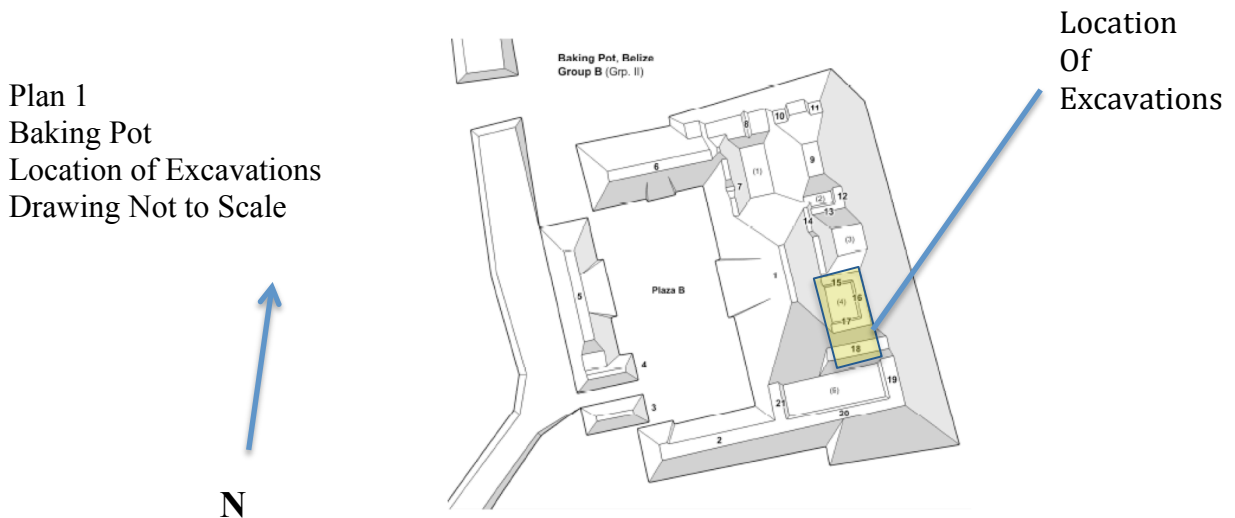 Plan 1
Baking Pot
Location of Excavations
Drawing Not to Scale
N
Baking Pot, Belize
Group B (Grp. II)
Location
Of
Excavations
11
10
8
6
(1)
9
7
12
(2)
13
14
(3)
1
5
Plaza B
15
16
(4)
17
18
4
19
(5)
21
3
20
2